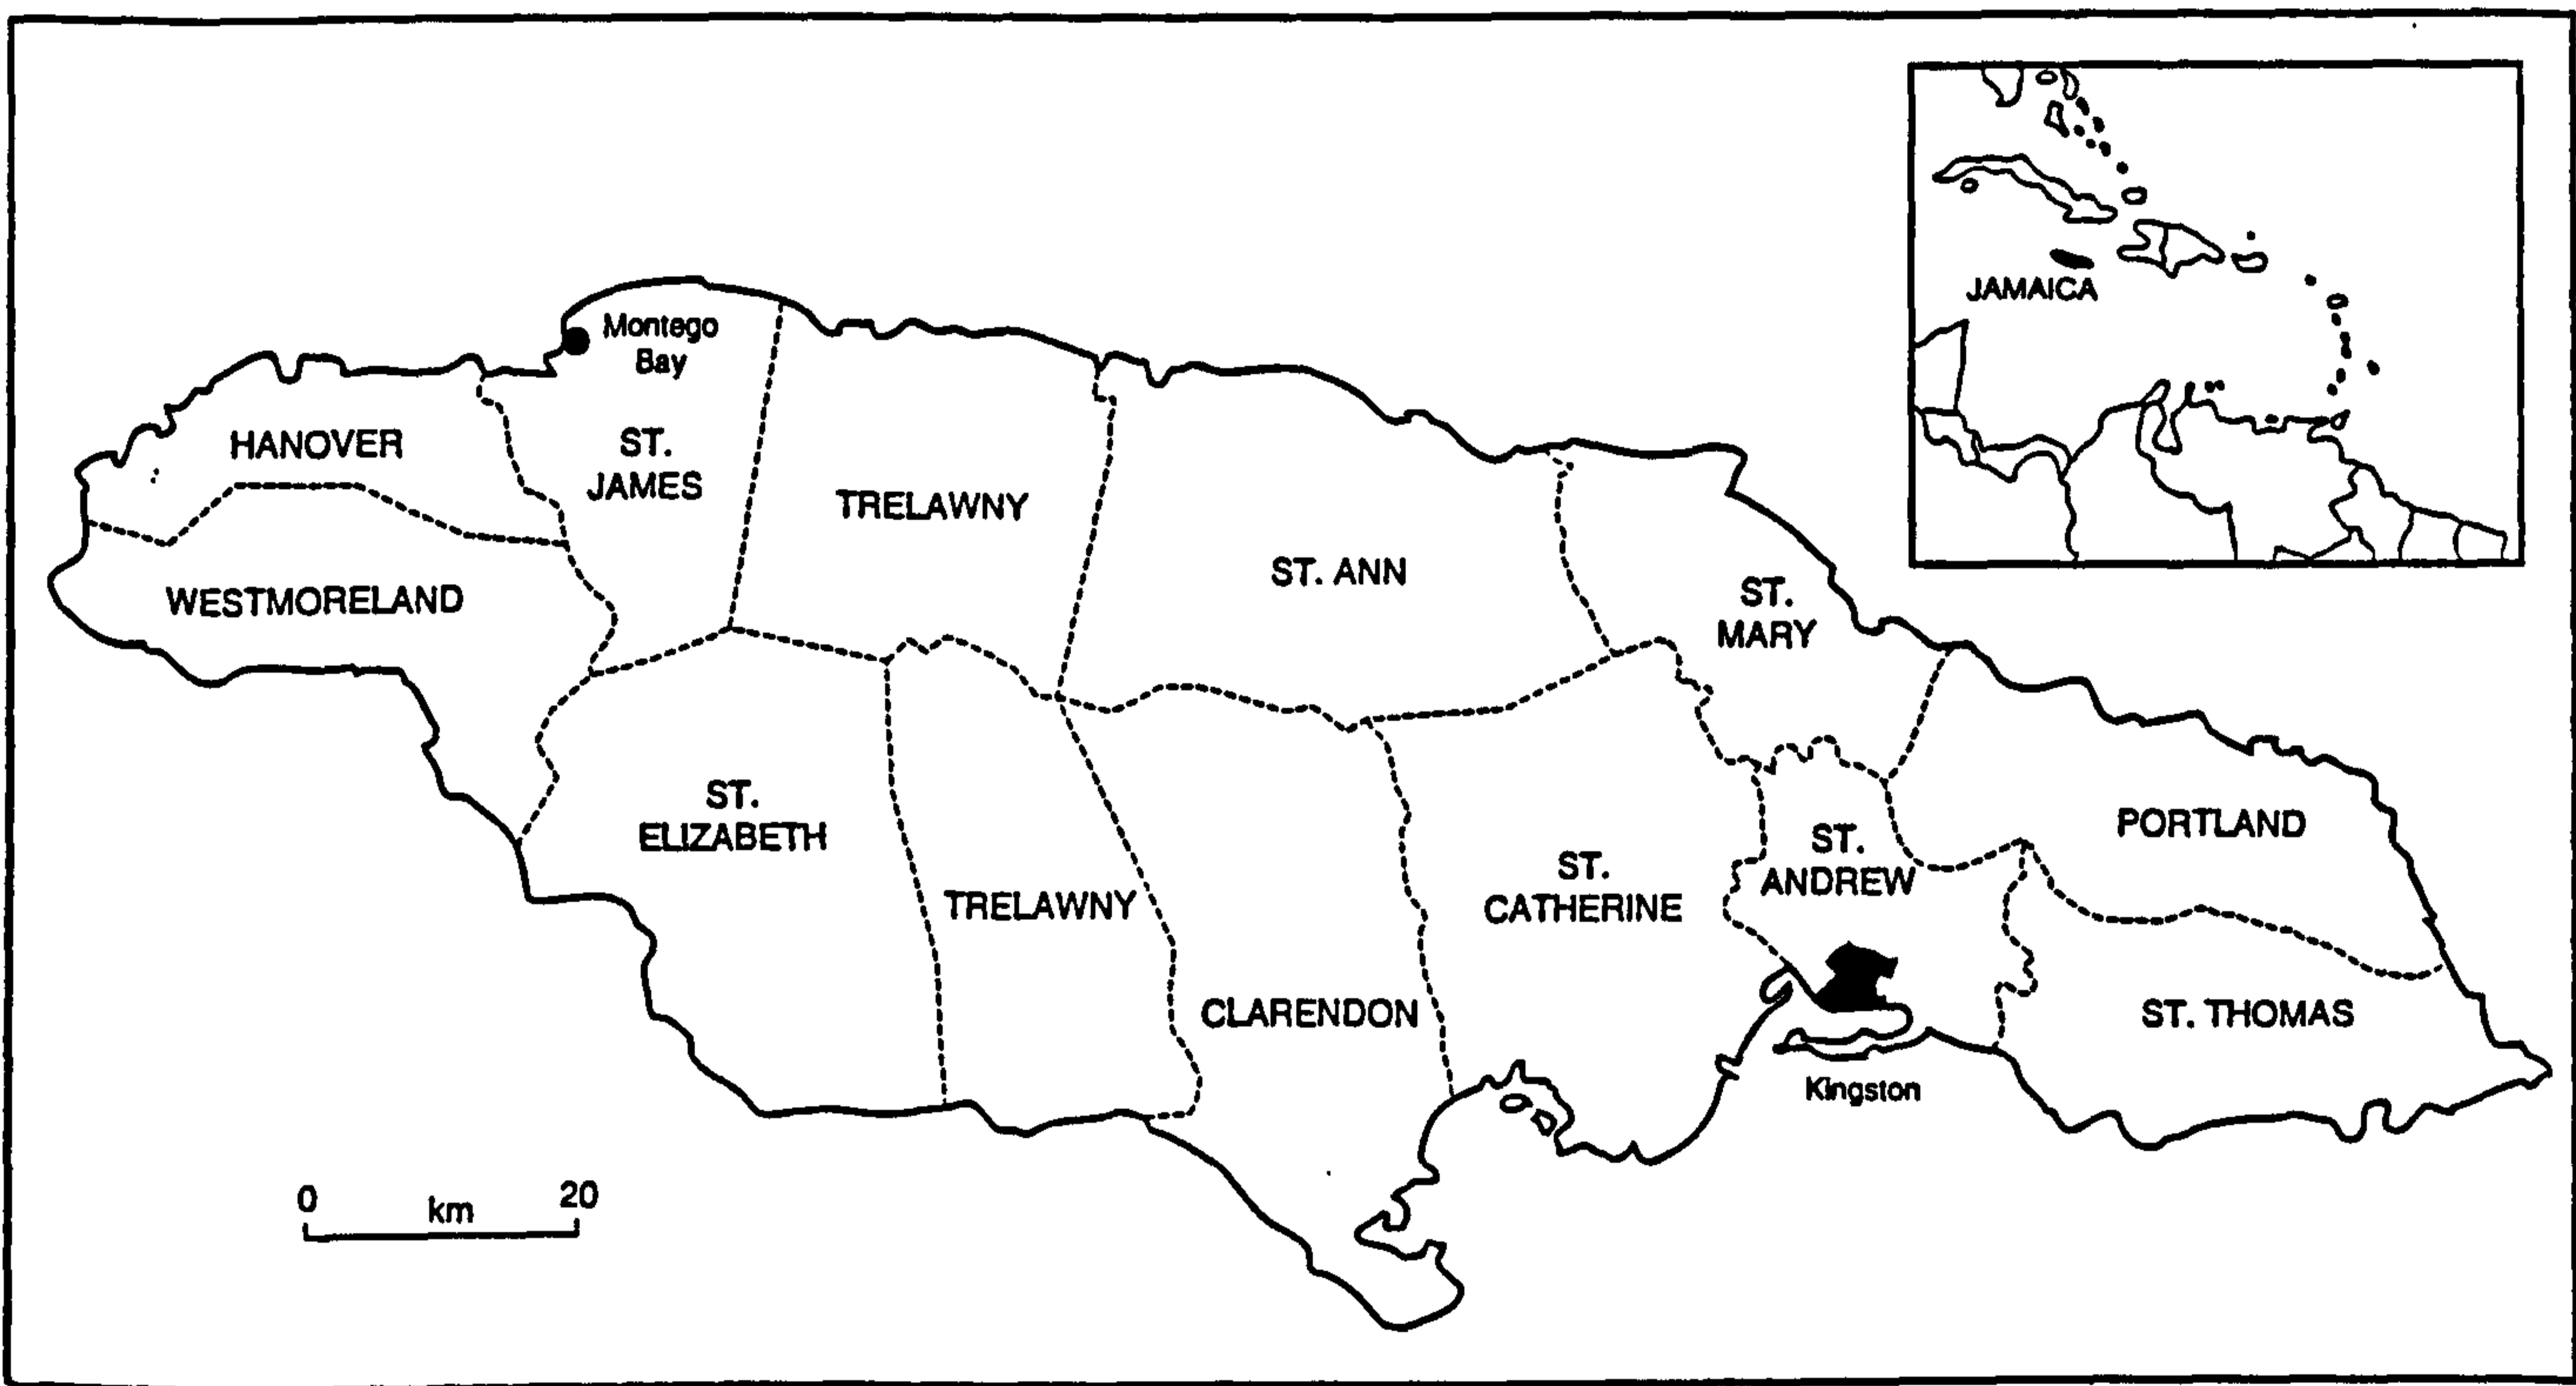 JAMAICA
Montego
Bay
HANOVER
ST.
JAMES
TRELAWNY
ST. ANN
WESTMORELAND
ST.
MARY
ST.
ELIZABETH
TRELAWNY
CLARENDON
ST.
CATHERINE
ST.
ANDREW
PORTLAND
ST. THOMAS
Kingston
0 km 20